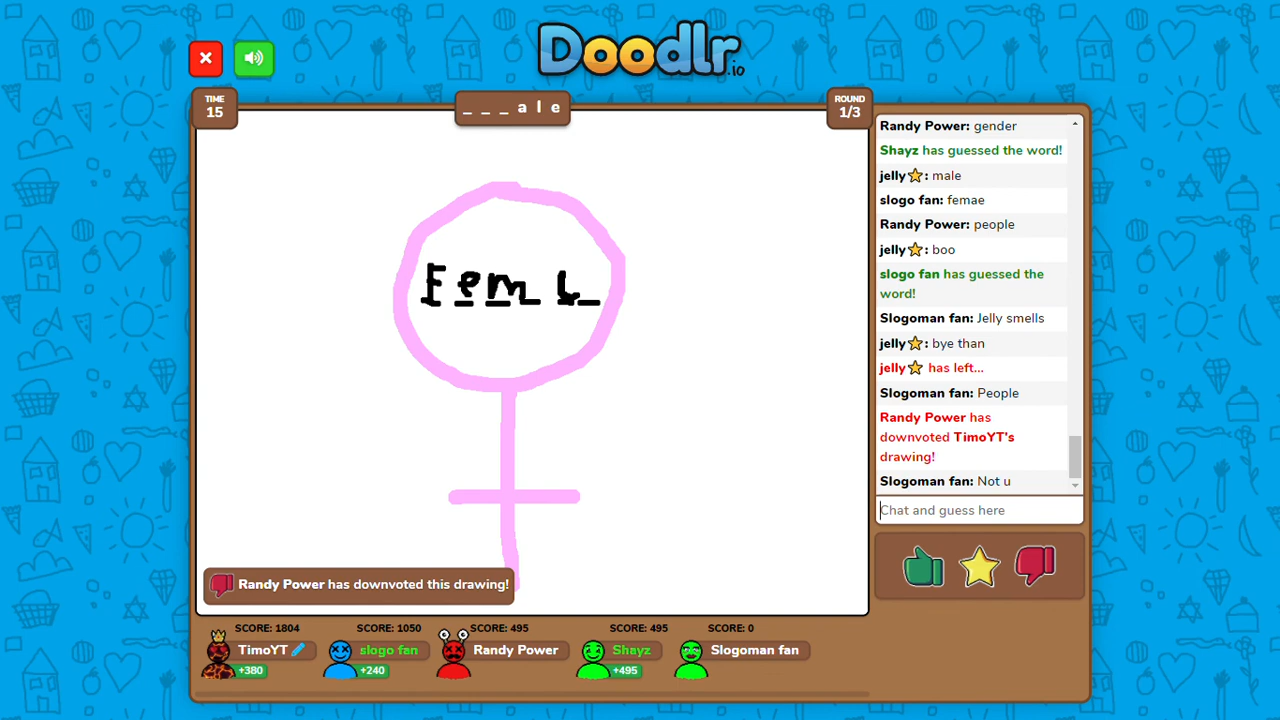 Doodlr.io
TIME
15
_ _ _ a l e
ROUND
1/3
Fem
Randy Power has downvoted this drawing!
Randy Power: gender
Shayz has guessed the word!
jelly⭐: male
slogo fan: femae
Randy Power: people
jelly⭐: boo
slogo fan has guessed the
word!
Slogoman fan: Jelly smells
jelly⭐: bye than
jelly⭐ has left...
Slogoman fan: People
Randy Power has
downvoted TimoYT's
drawing!
Slogoman fan: Not u
Chat and guess here
SCORE: 1804
TimoYT
+380
SCORE: 1050
slogo fan
+240
SCORE: 495
Randy Power
SCORE: 495
Shayz
+495
SCORE: 0
Slogoman fan